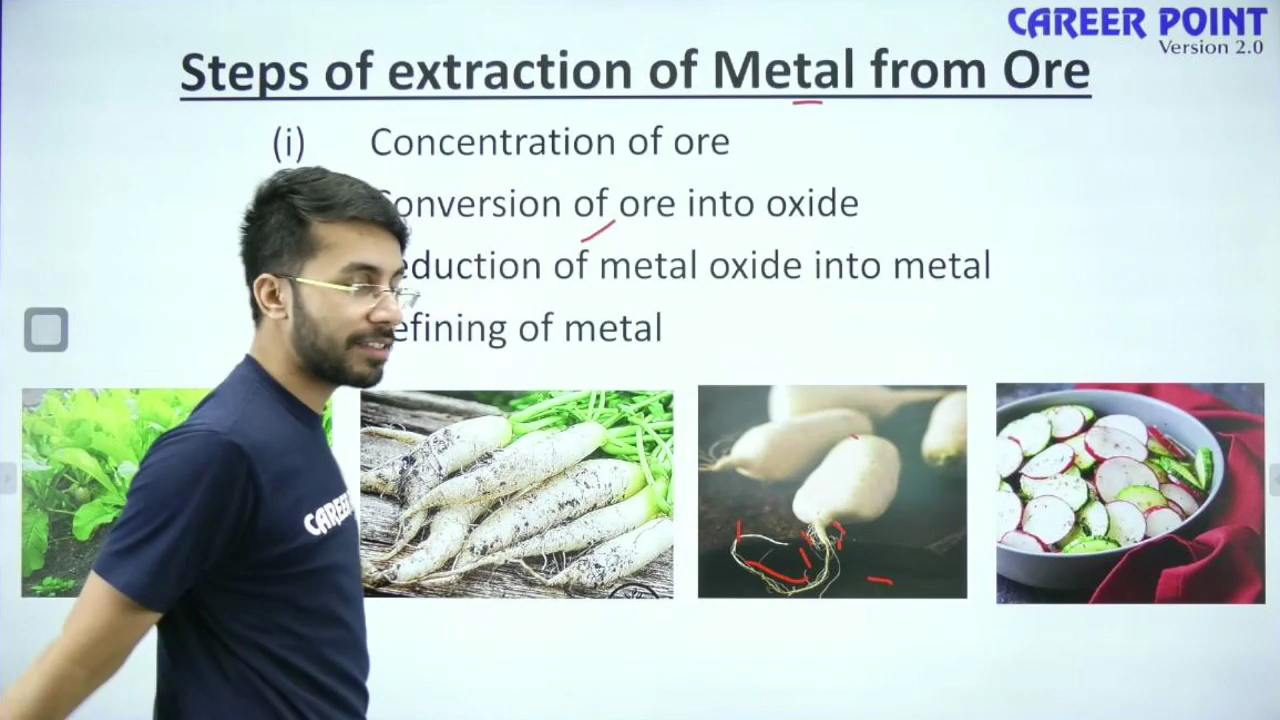 CAREER POINT
Version 2.0
Steps of extraction of Metal from Ore
(i) Concentration of ore
onversion of ore into oxide
eduction of metal oxide into metal
efining of metal
CAREER